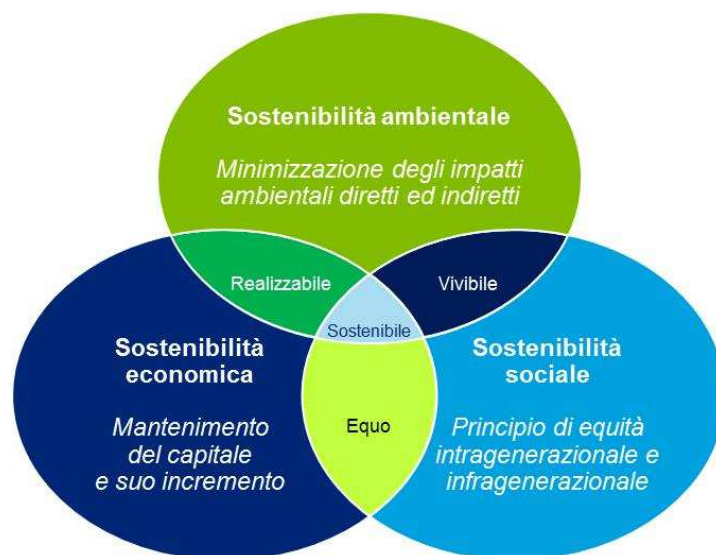 Sostenibilità ambientale
Minimizzazione degli impatti
ambientali diretti ed indiretti
Realizzabile
Vivibile
Sostenibile
Sostenibilità
economica
Mantenimento
del capitale
e suo incremento
Equo
Sostenibilità
sociale
Principio di equità
intragenerazionale e
infragenerazionale